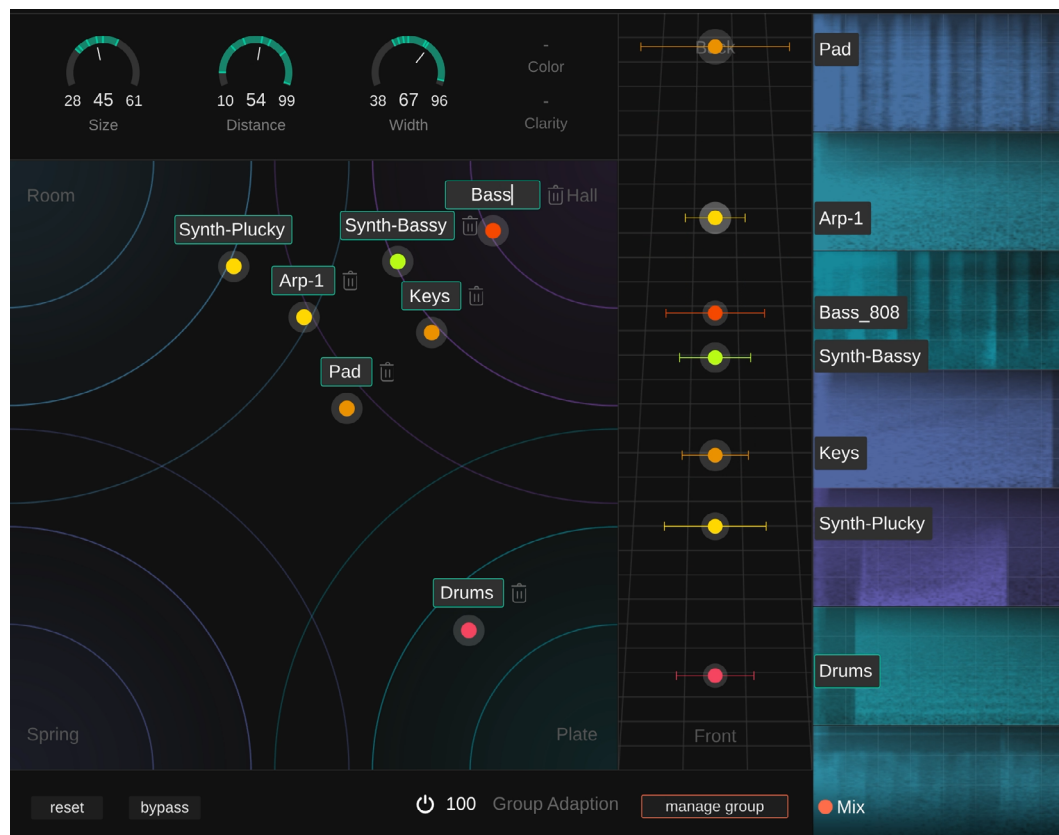 28 45 61
Size
10 54 99
Distance
38 67 96
Width
-
Color
-
Clarity
Room
Hall
Bass
Synth-Plucky
Synth-Bassy
Arp-1
Keys
Pad
Drums
Spring
Plate
reset
bypass
100 Group Adaption
manage group
Back
Front
Pad
Arp-1
Bass_808
Synth-Bassy
Keys
Synth-Plucky
Drums
Mix